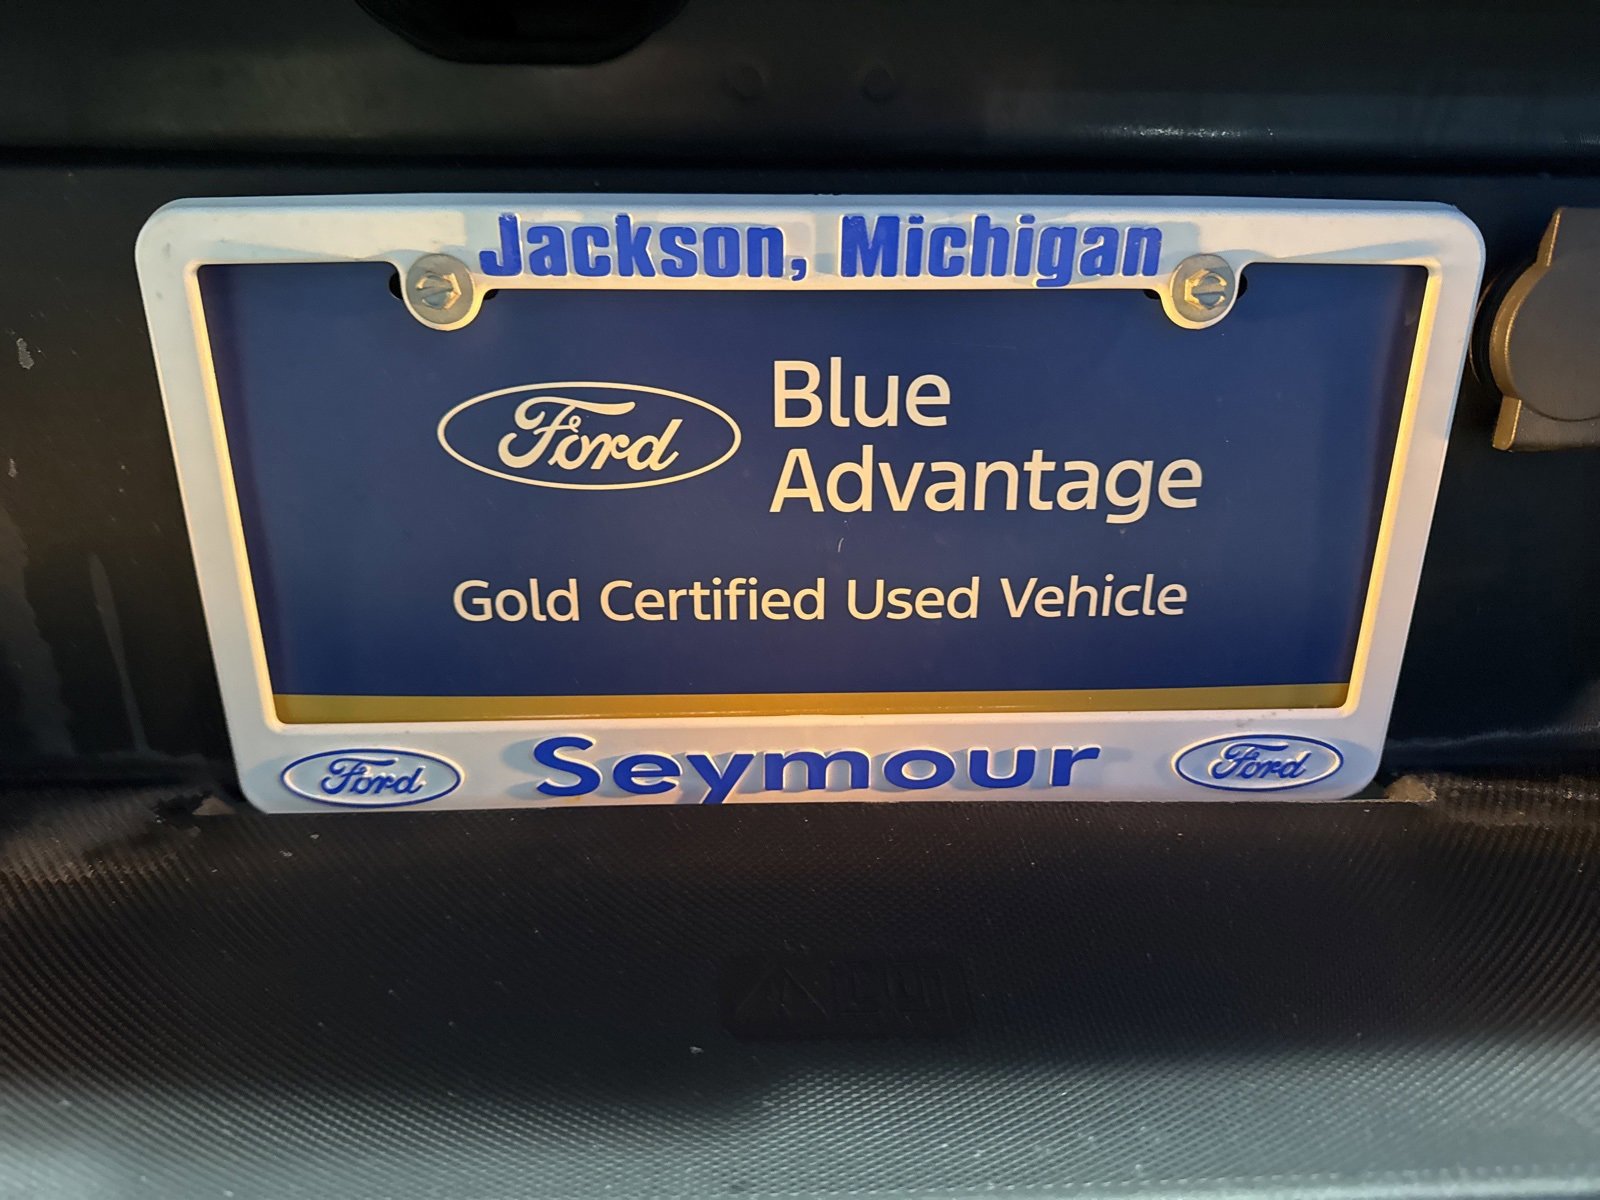 Jackson, Michigan
Ford
Blue
Advantage
Gold Certified Used Vehicle
Ford Seymour Ford